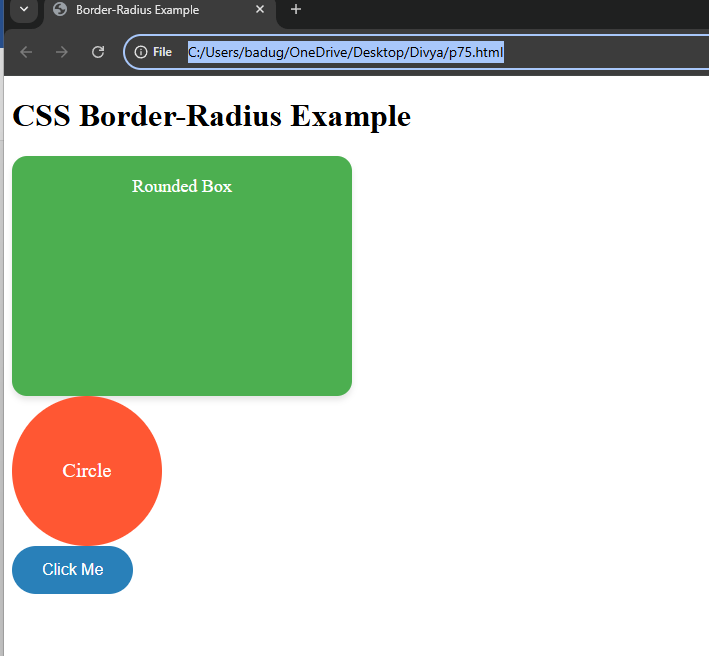 Border-Radius Example
File
C:/Users/badug/OneDrive/Desktop/Divya/p75.html
CSS Border-Radius Example
Rounded Box
Circle
Click Me